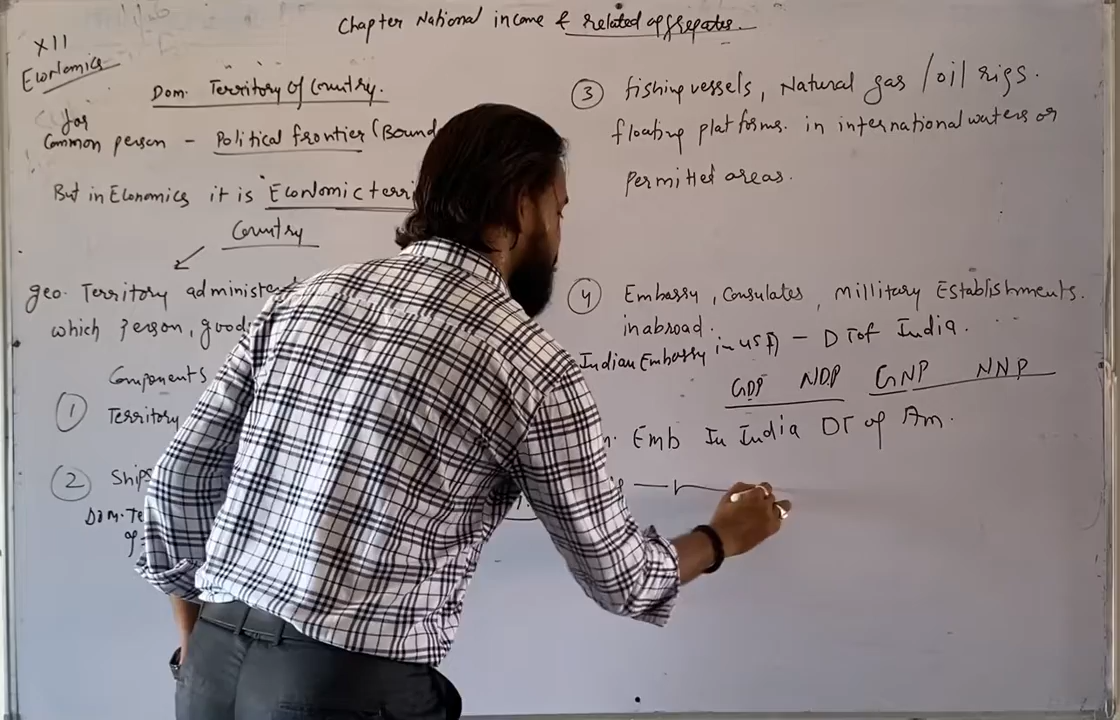 Chapter National income & related aggregates.
XII
Economics
Dom. Territory of Country.
for
Common person - Political frontier (Bound
But in Economics it is Economic terri
Country
geo. Territory administe
which person, good
Components
1 Territory
2 Ships
Dom. Te
of
3 fishing vessels, Natural gas / oil rigs.
floating platforms. in international waters or
Permitted areas.
4 Embassy, Consulates, Millitary Establishments.
in abroad.
Indian Embassy in USA - DT of India.
GDP NDP GNP NNP
Emb In India DT of Am.